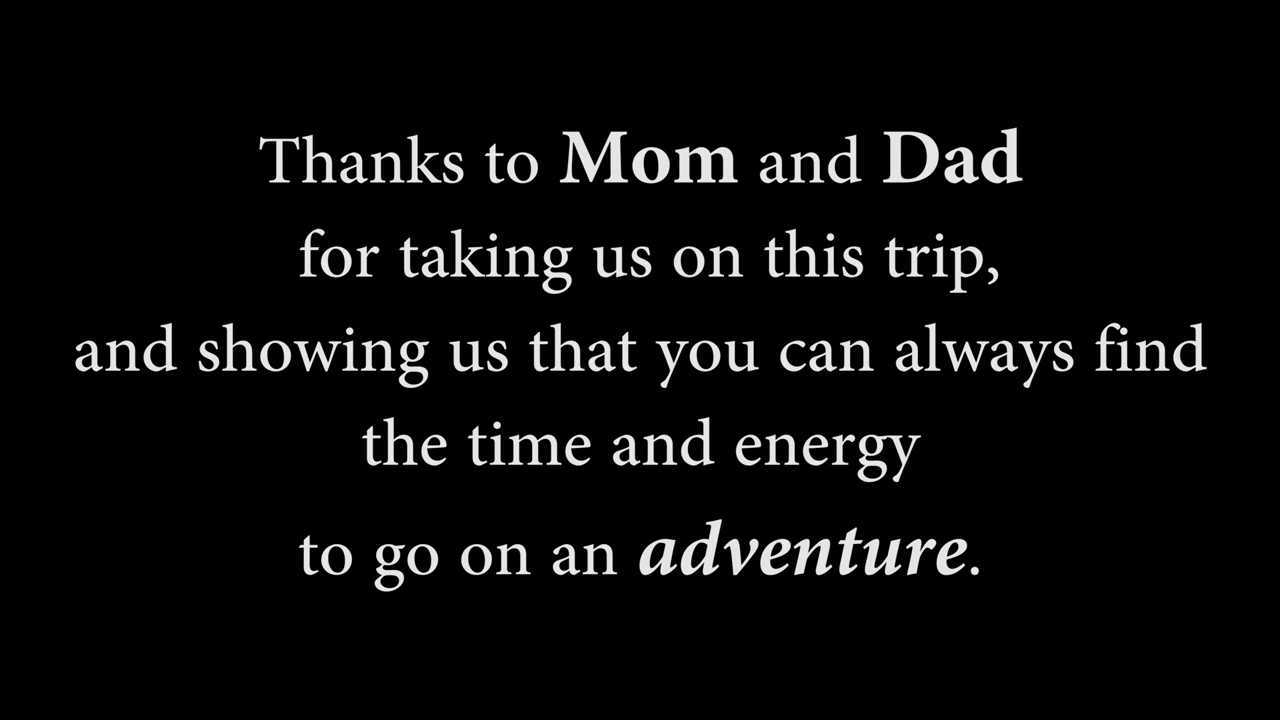 Thanks to Mom and Dad
for taking us on this trip,
and showing us that you can always find
the time and energy
to go on an adventure.